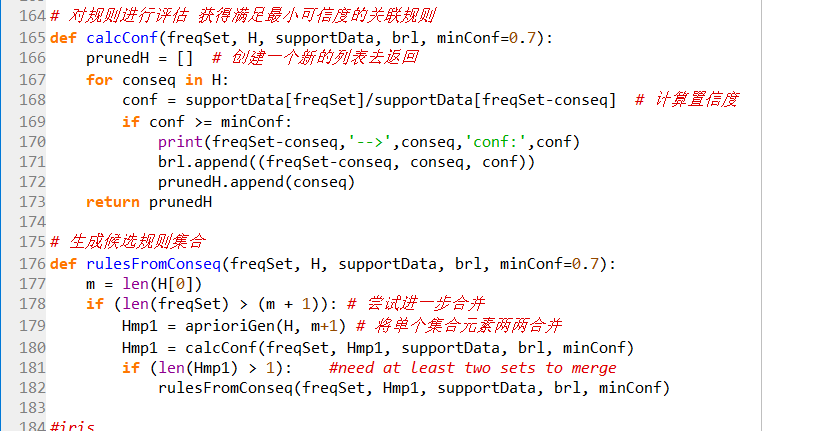 164 # 对规则进行评估 获得满足最小可信度的关联规则
165 def calcConf(freqSet, H, supportData, brl, minConf=0.7):
166     prunedH = []  # 创建一个新的列表去返回
167     for conseq in H:
168         conf = supportData[freqSet]/supportData[freqSet-conseq]  # 计算置信度
169         if conf >= minConf:
170             print(freqSet-conseq,'-->',conseq,'conf:',conf)
171             brl.append((freqSet-conseq, conseq, conf))
172             prunedH.append(conseq)
173     return prunedH
174
175 # 生成候选规则集合
176 def rulesFromConseq(freqSet, H, supportData, brl, minConf=0.7):
177     m = len(H[0])
178     if (len(freqSet) > (m + 1)): # 尝试进一步合并
179         Hmp1 = aprioriGen(H, m+1) # 将单个集合元素两两合并
180         Hmp1 = calcConf(freqSet, Hmp1, supportData, brl, minConf)
181         if (len(Hmp1) > 1):    #need at least two sets to merge
182             rulesFromConseq(freqSet, Hmp1, supportData, brl, minConf)
183
184 #iris